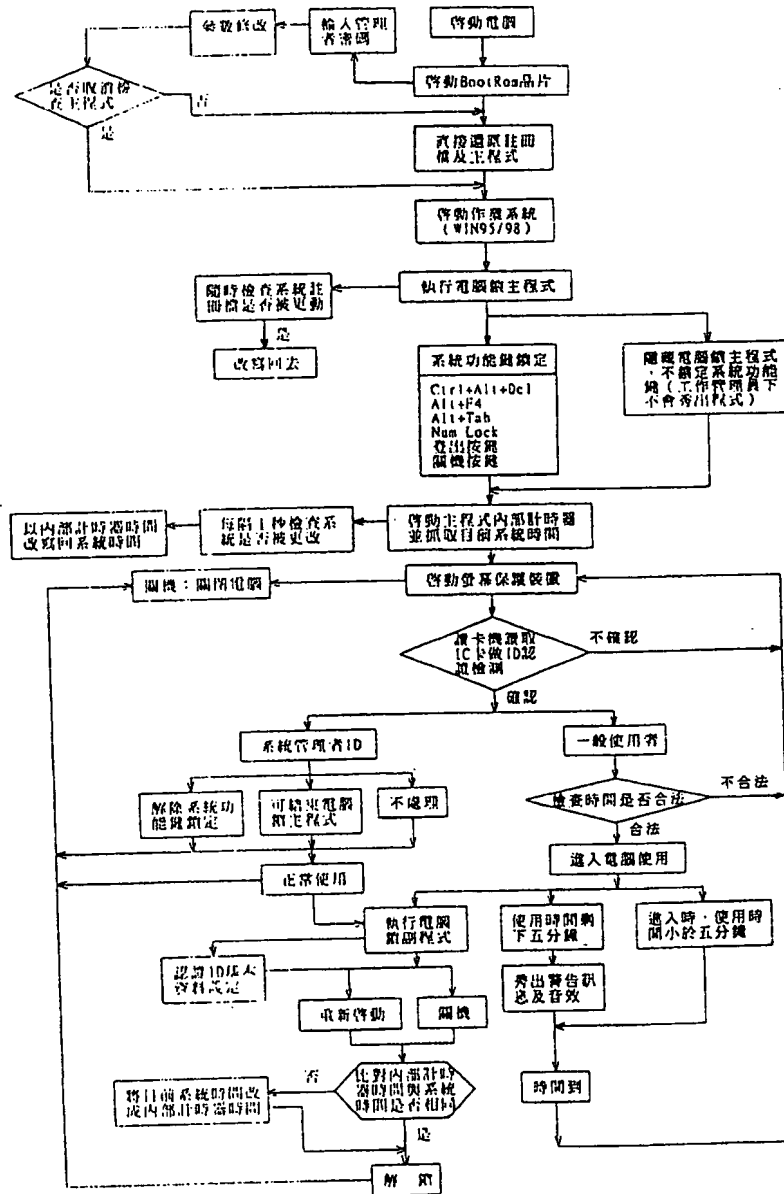 啓動電腦
輸入管理
者密碼
參數修改
啓動BootRom晶片
是否取消檢
查主程式
否
是
直接還原註冊
檔及主程式
啓動作業系統
(WIN95/98)
執行電腦鎖主程式
隨時檢查系統註
冊檔是否被更動
是
改寫回去
系統功能鍵鎖定
Ctrl+Alt+Del
Alt+F4
Alt+Tab
Num Lock
登出按鍵
關機按鍵
隱藏電腦鎖主程式
，不鎖定系統功能
鍵(工作管理員下
不會秀出程式)
啓動主程式內部計時器
並抓取目前系統時間
每隔1秒檢查系
統是否被更改
以內部計時器時間
改寫回系統時間
啓動螢幕保護裝置
關機：關閉電腦
讀卡機讀取
IC卡做ID認
證檢測
不確認
確認
系統管理者ID
一般使用者
解除系統功
能鍵鎖定
可結束電腦
鎖主程式
不處理
檢查時間是否合法
不合法
合法
正常使用
進入電腦使用
執行電腦
鎖副程式
使用時間剩
下五分鐘
進入時，使用時
間小於五分鐘
認證ID基本
資料設定
秀出警告訊
息及音效
重新啓動
關機
比對內部計時
器時間與系統
時間是否相同
否
是
將目前系統時間改
成內部計時器時間
時間到
解 鎖